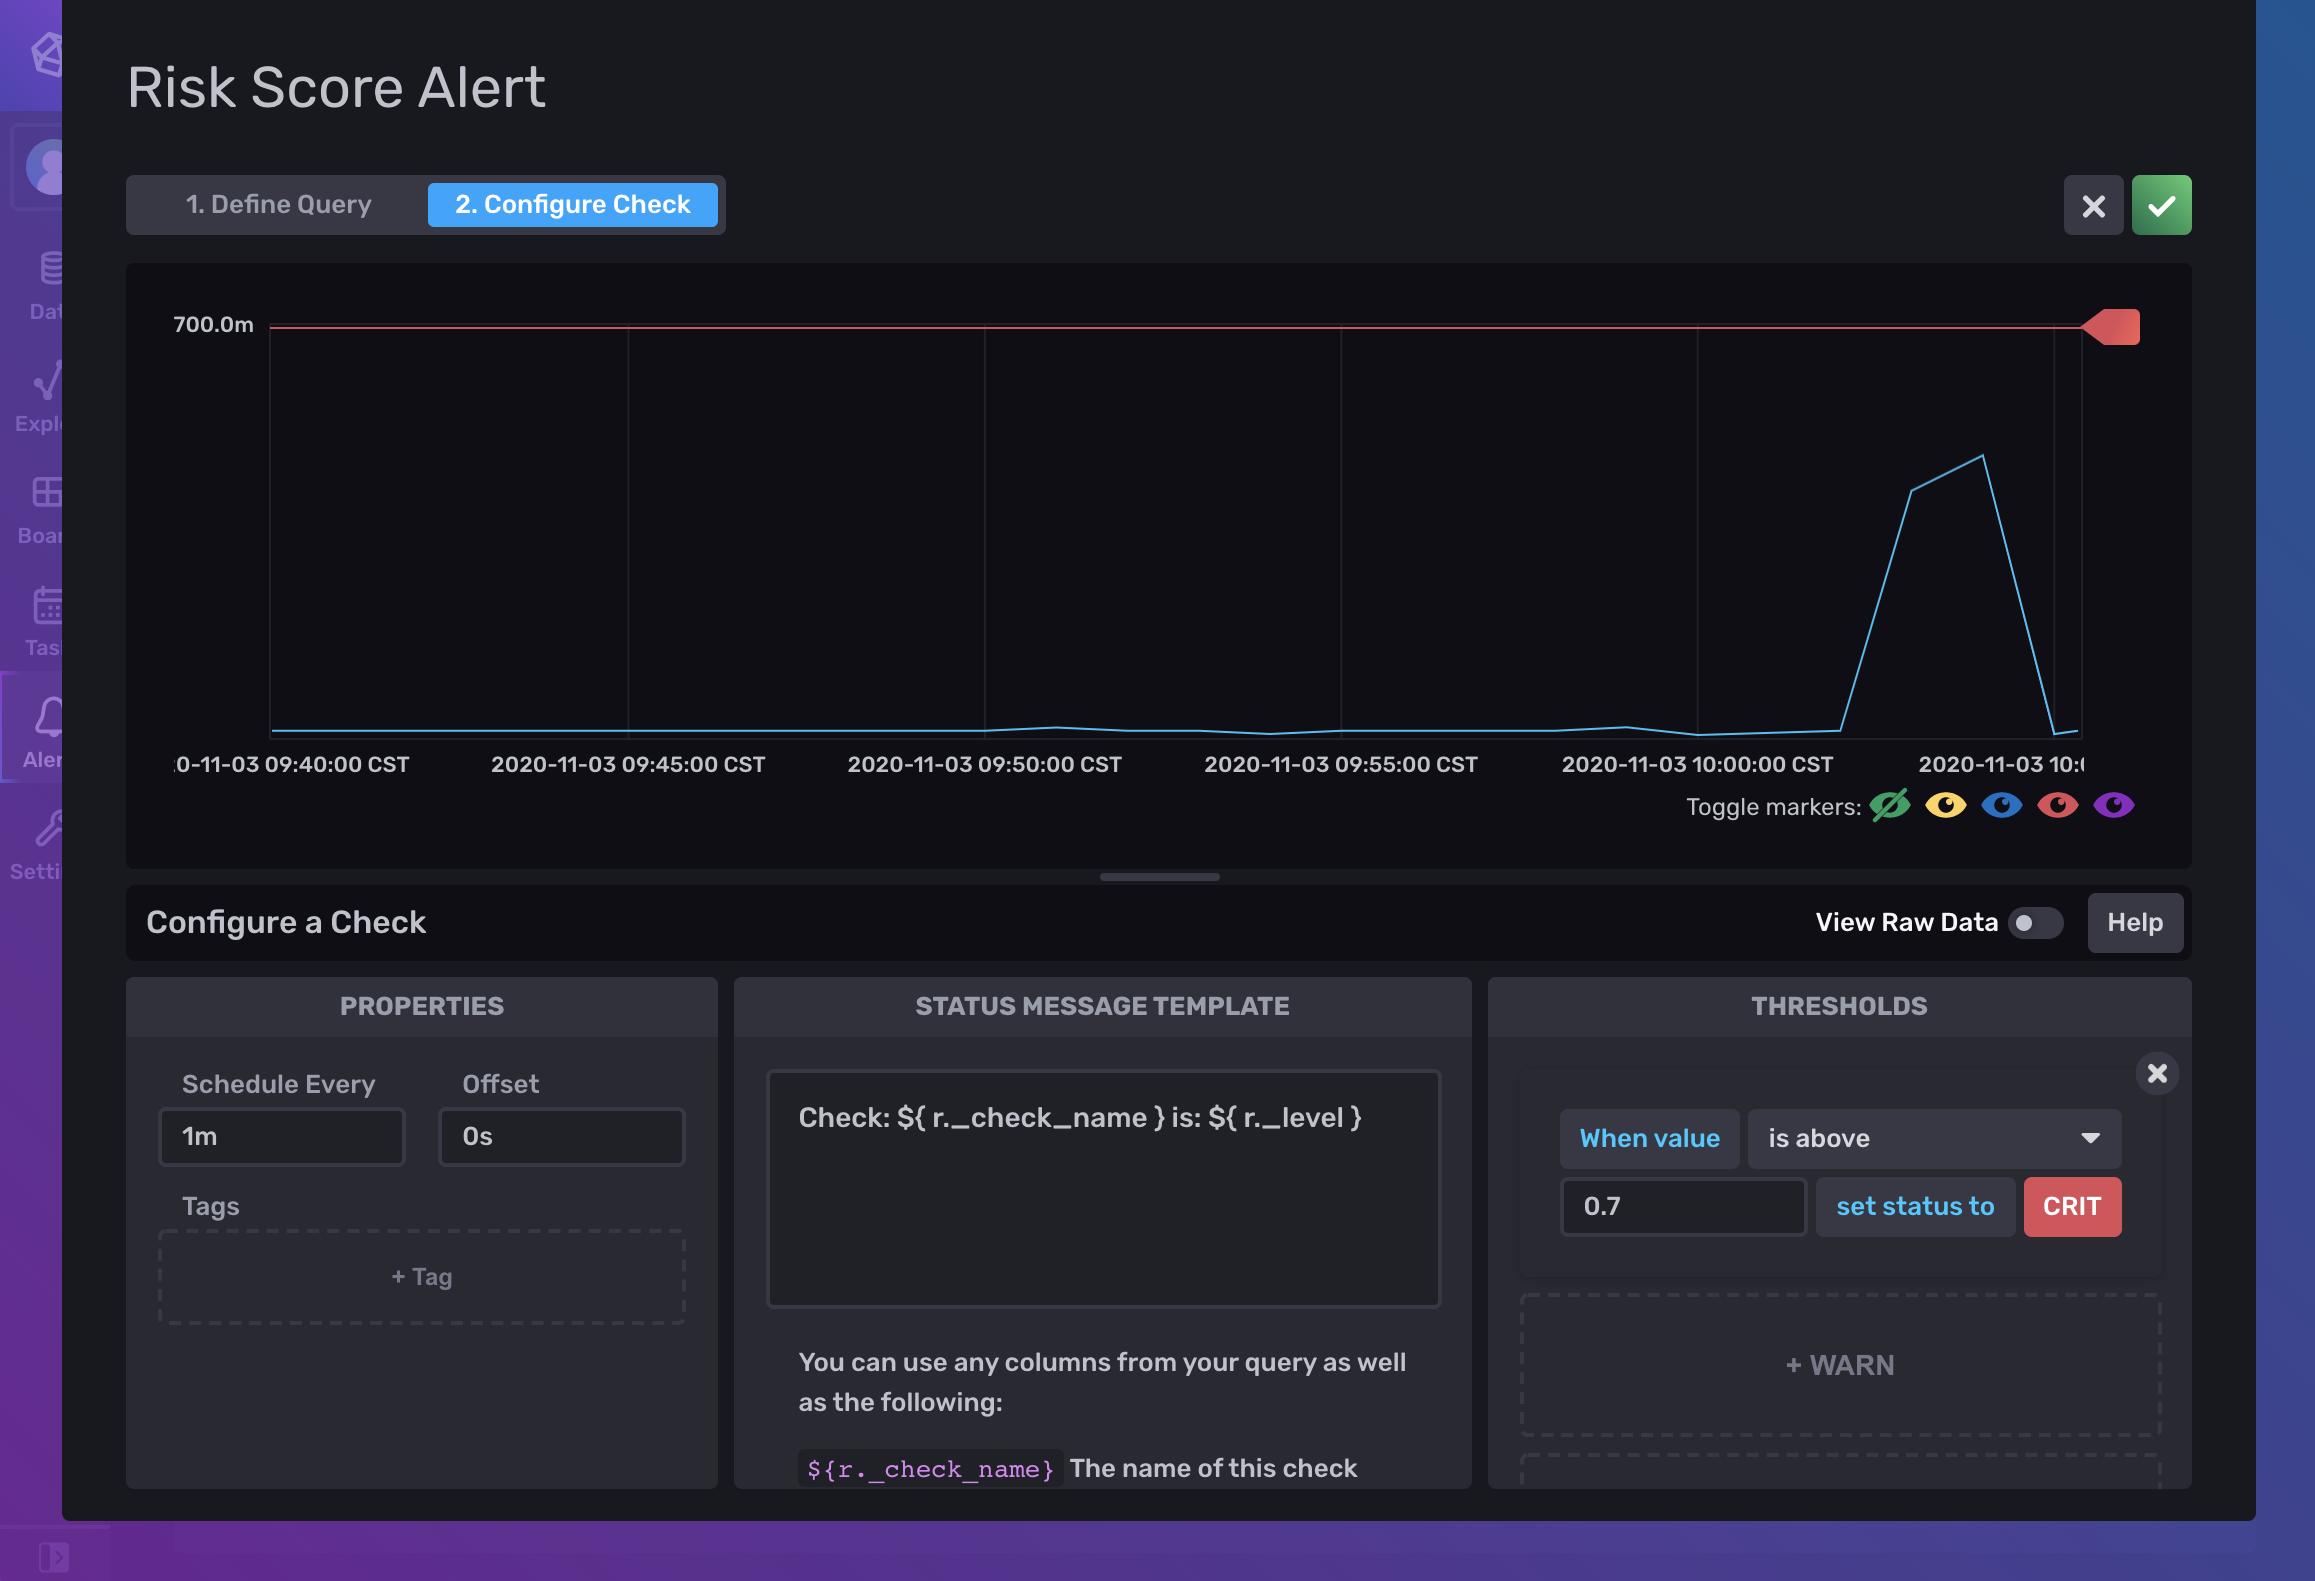 Risk Score Alert
1. Define Query
2. Configure Check
700.0m
0-11-03 09:40:00 CST
2020-11-03 09:45:00 CST
2020-11-03 09:50:00 CST
2020-11-03 09:55:00 CST
2020-11-03 10:00:00 CST
2020-11-03 10:
Toggle markers:
Dat
Expl
Boar
Tas
Aler
Setti
Configure a Check
View Raw Data
Help
PROPERTIES
Schedule Every
Offset
1m
0s
Tags
+ Tag
STATUS MESSAGE TEMPLATE
Check: ${ r._check_name } is: ${ r._level }
You can use any columns from your query as well
as the following:
${r._check_name} The name of this check
THRESHOLDS
When value
is above
0.7
set status to
CRIT
+ WARN